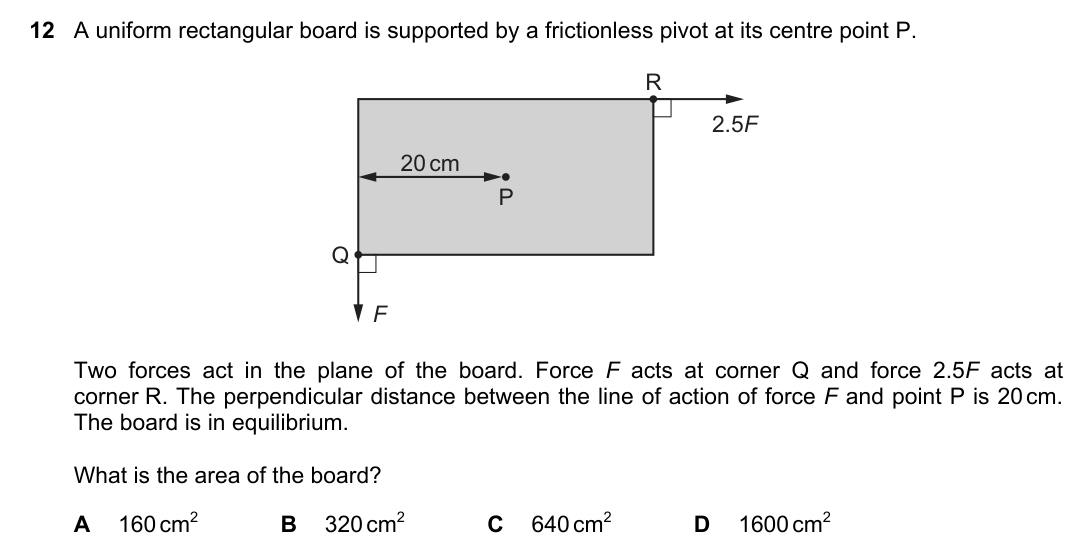 12 A uniform rectangular board is supported by a frictionless pivot at its centre point P.
R
2.5F
20 cm
P
Q
F
Two forces act in the plane of the board. Force F acts at corner Q and force 2.5F acts at
corner R. The perpendicular distance between the line of action of force F and point P is 20 cm.
The board is in equilibrium.
What is the area of the board?
A 160 cm² B 320 cm² C 640 cm² D 1600 cm²